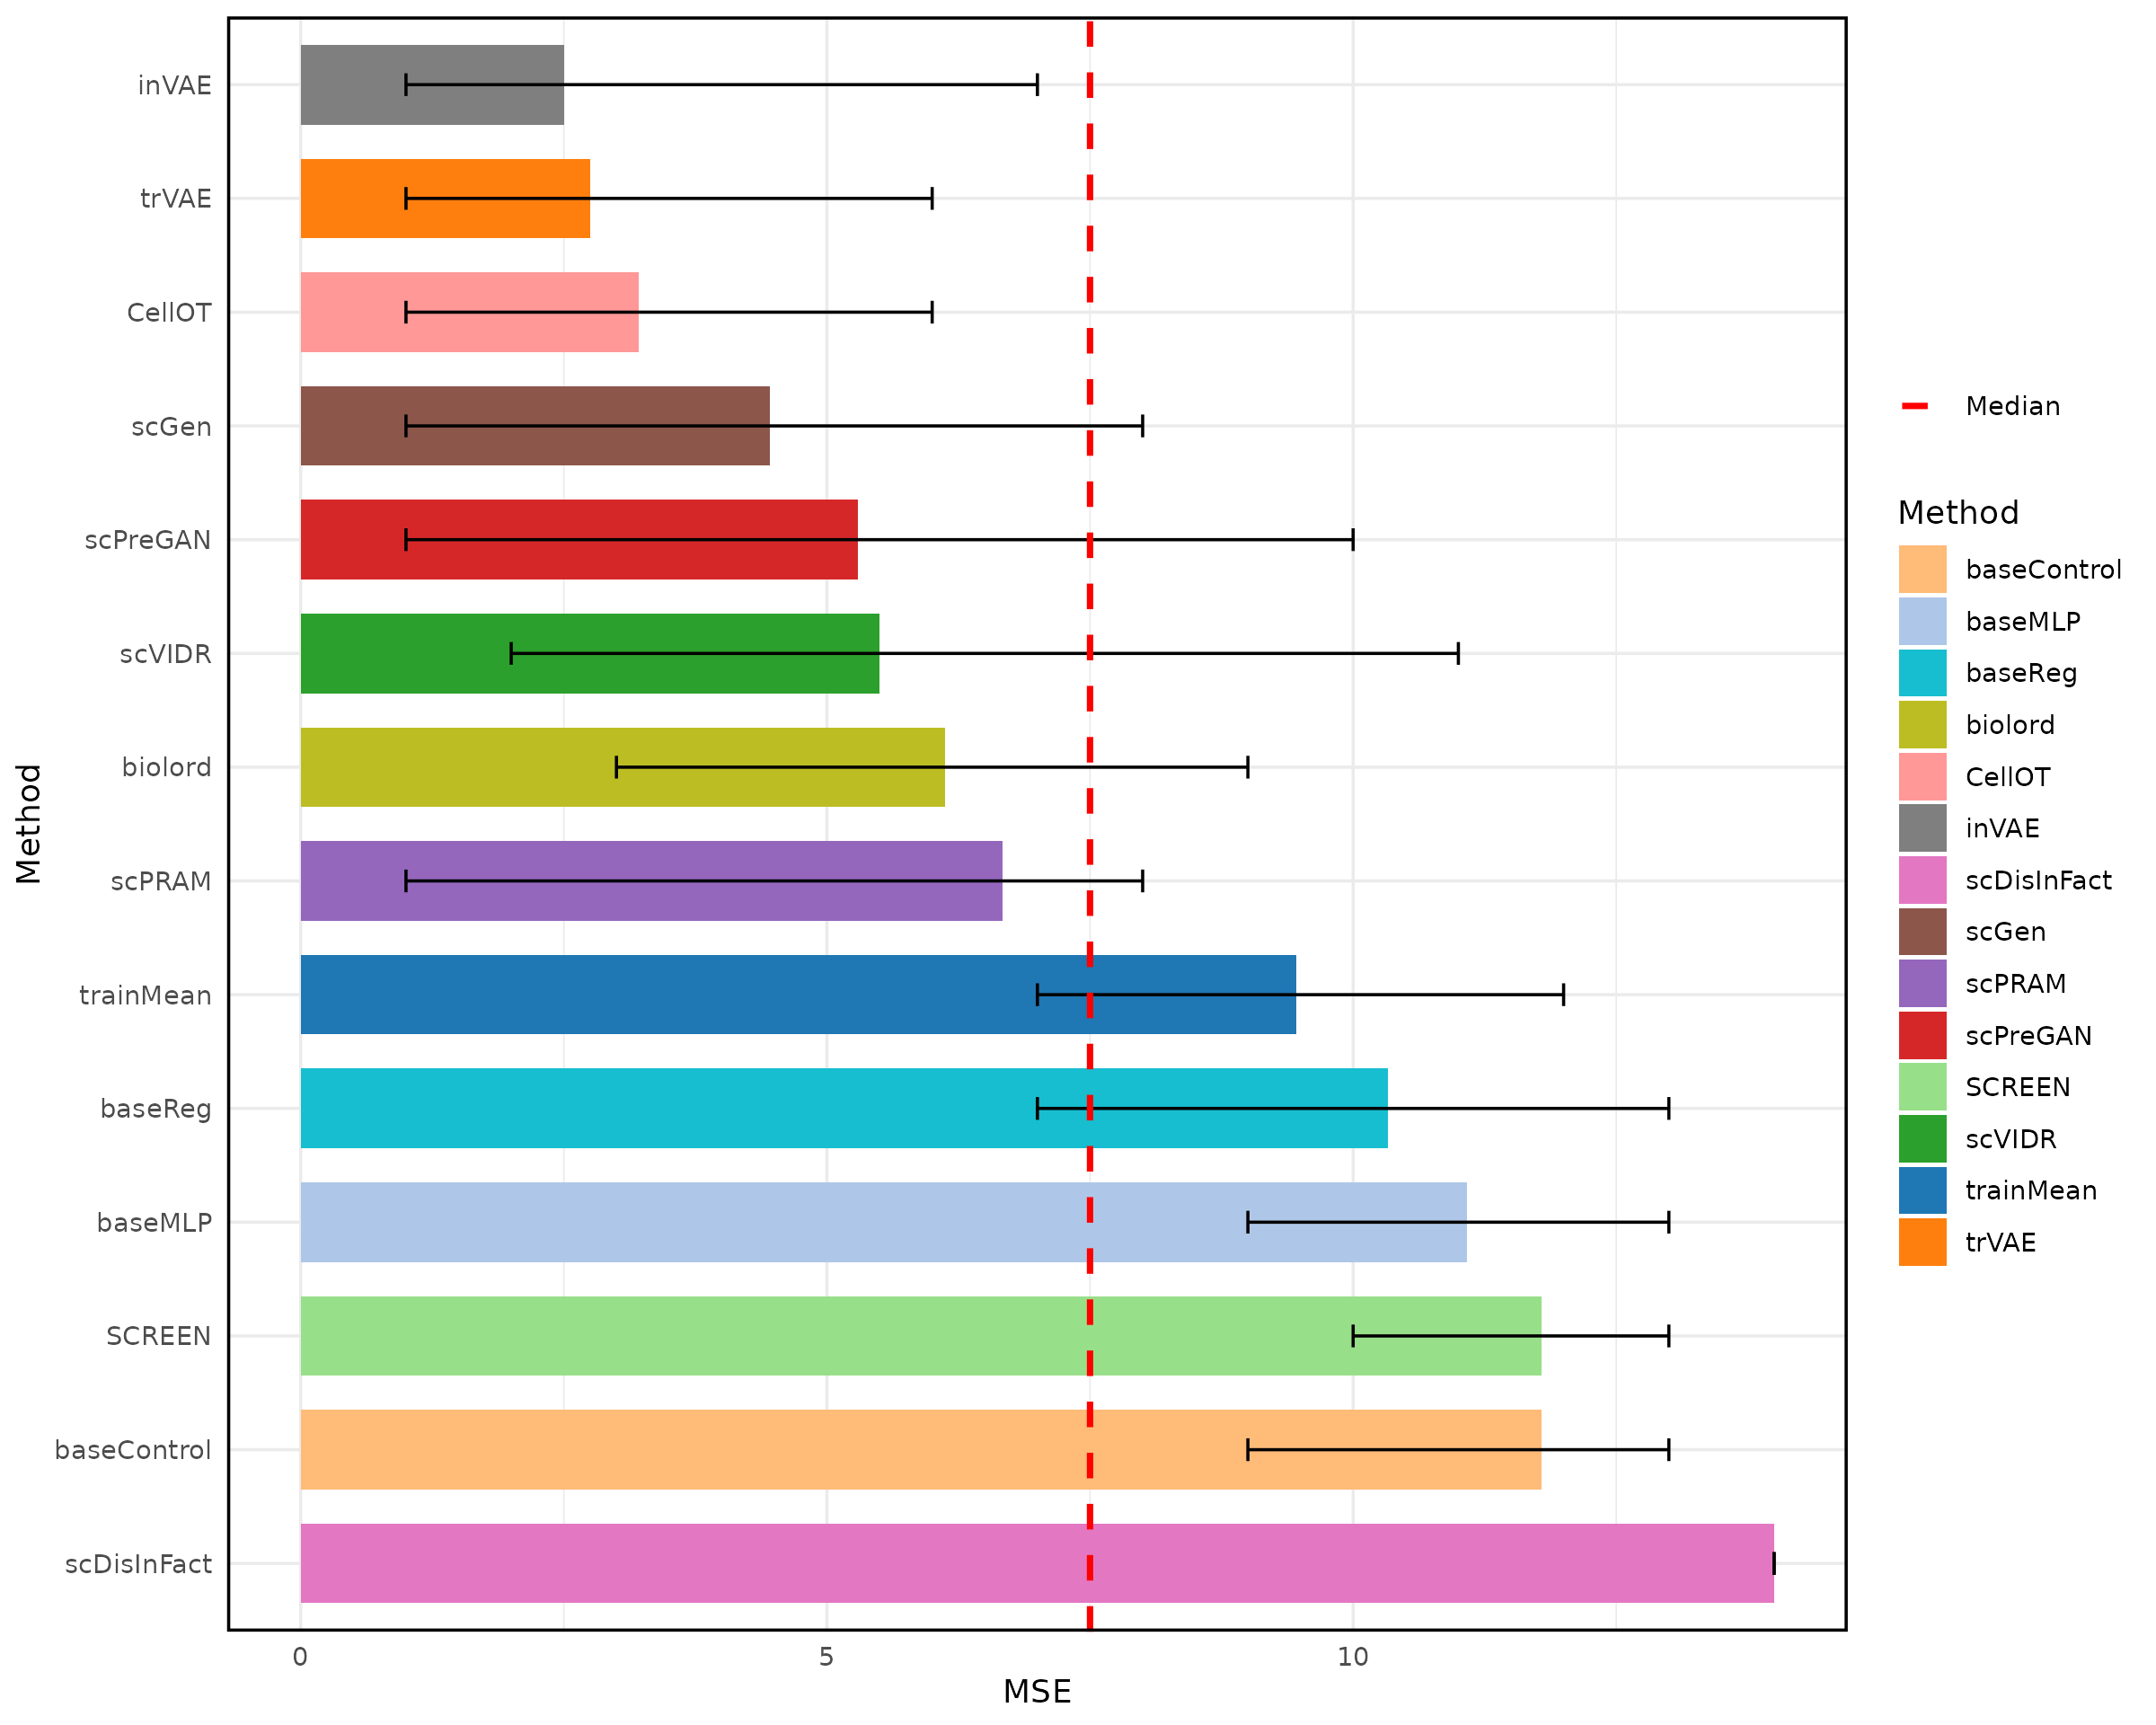 inVAE
trVAE
CellOT
scGen
scPreGAN
scVIDR
biolord
scPRAM
trainMean
baseReg
baseMLP
SCREEN
baseControl
scDisInFact
Method
0 5 10
MSE
Median
Method
baseControl
baseMLP
baseReg
biolord
CellOT
inVAE
scDisInFact
scGen
scPRAM
scPreGAN
SCREEN
scVIDR
trainMean
trVAE